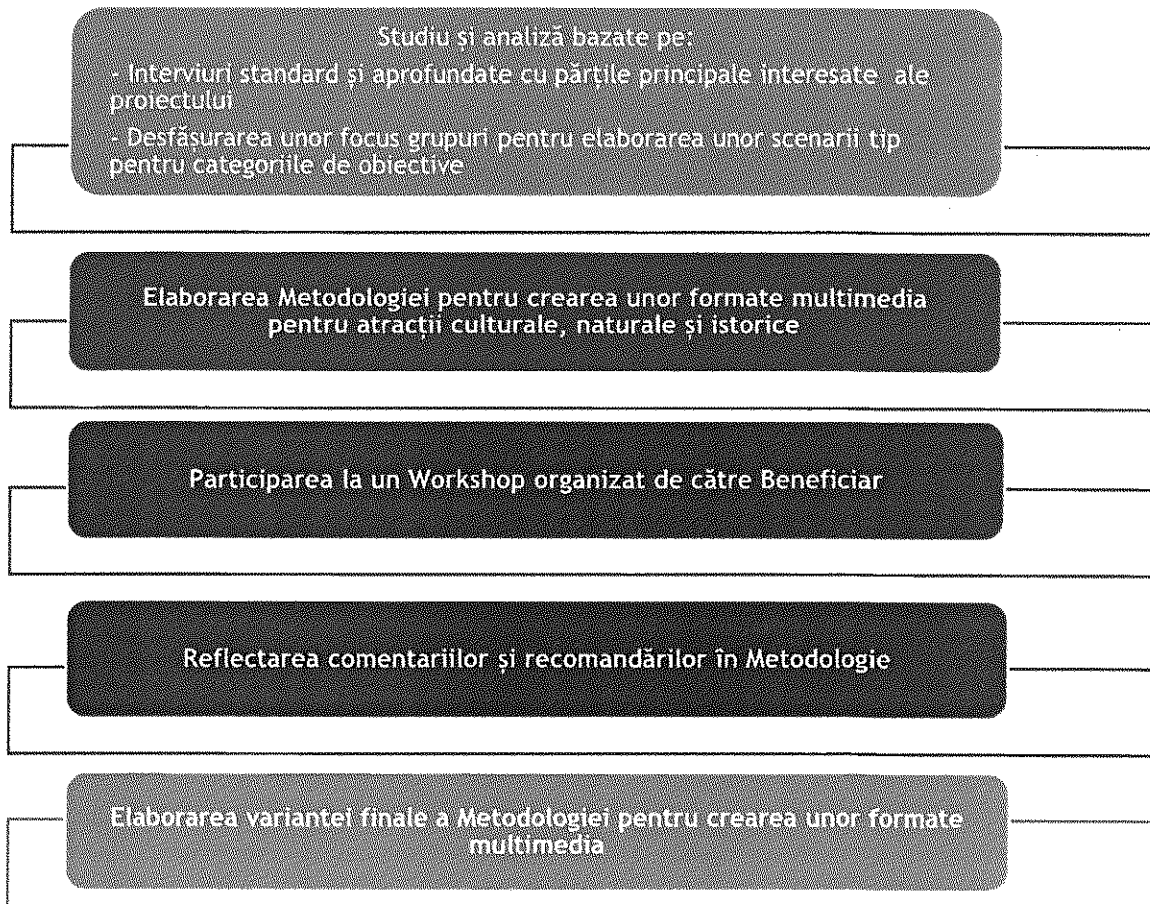 Studiu și analiză bazate pe:
- Interviuri standard și aprofundate cu părțile principale interesate ale
proiectului
- Desfășurarea unor focus grupuri pentru elaborarea unor scenarii tip
pentru categoriile de obiective
Elaborarea Metodologiei pentru crearea unor formate multimedia
pentru atracții culturale, naturale și istorice
Participarea la un Workshop organizat de către Beneficiar
Reflectarea comentariilor și recomandărilor în Metodologie
Elaborarea variantei finale a Metodologiei pentru crearea unor formate
multimedia